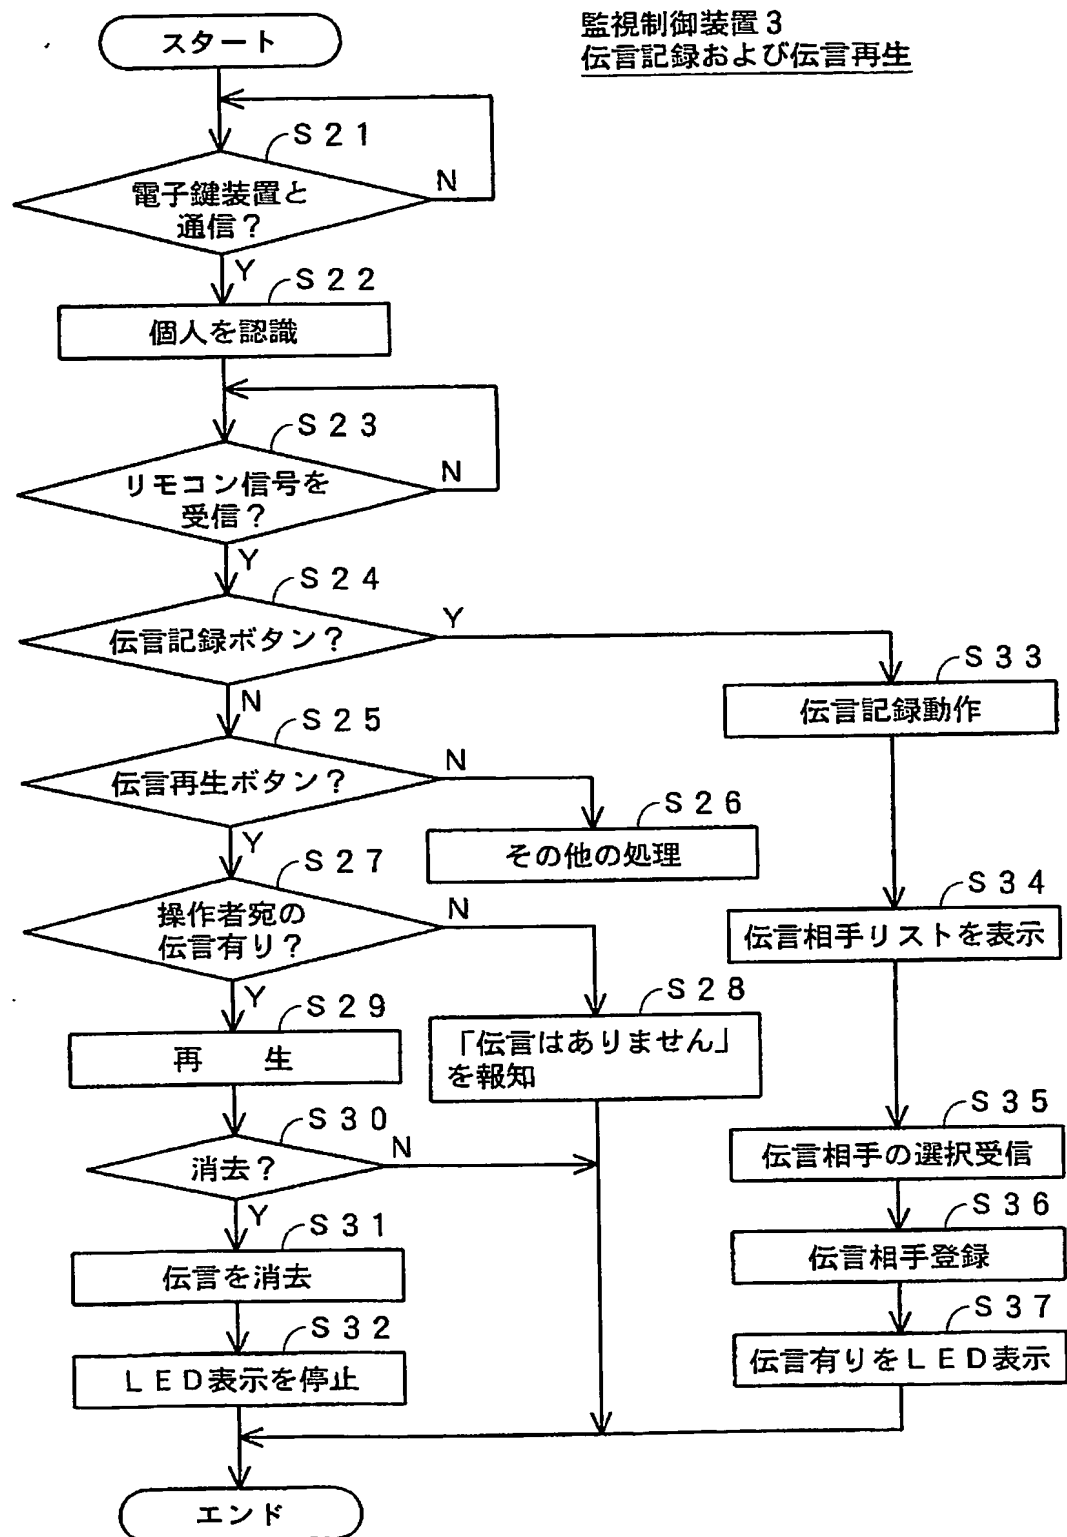 監視制御装置3
伝言記録および伝言再生
スタート
S21
電子鍵装置と
通信?
N
Y
S22
個人を認識
S23
リモコン信号を
受信?
N
Y
S24
伝言記録ボタン?
Y
N
S33
伝言記録動作
S25
伝言再生ボタン?
N
Y
S26
その他の処理
S27
操作者宛の
伝言有り?
N
Y
S34
伝言相手リストを表示
S28
「伝言はありません」
を報知
S29
再 生
S30
消去?
N
Y
S35
伝言相手の選択受信
S31
伝言を消去
S36
伝言相手登録
S32
LED表示を停止
S37
伝言有りをLED表示
エンド